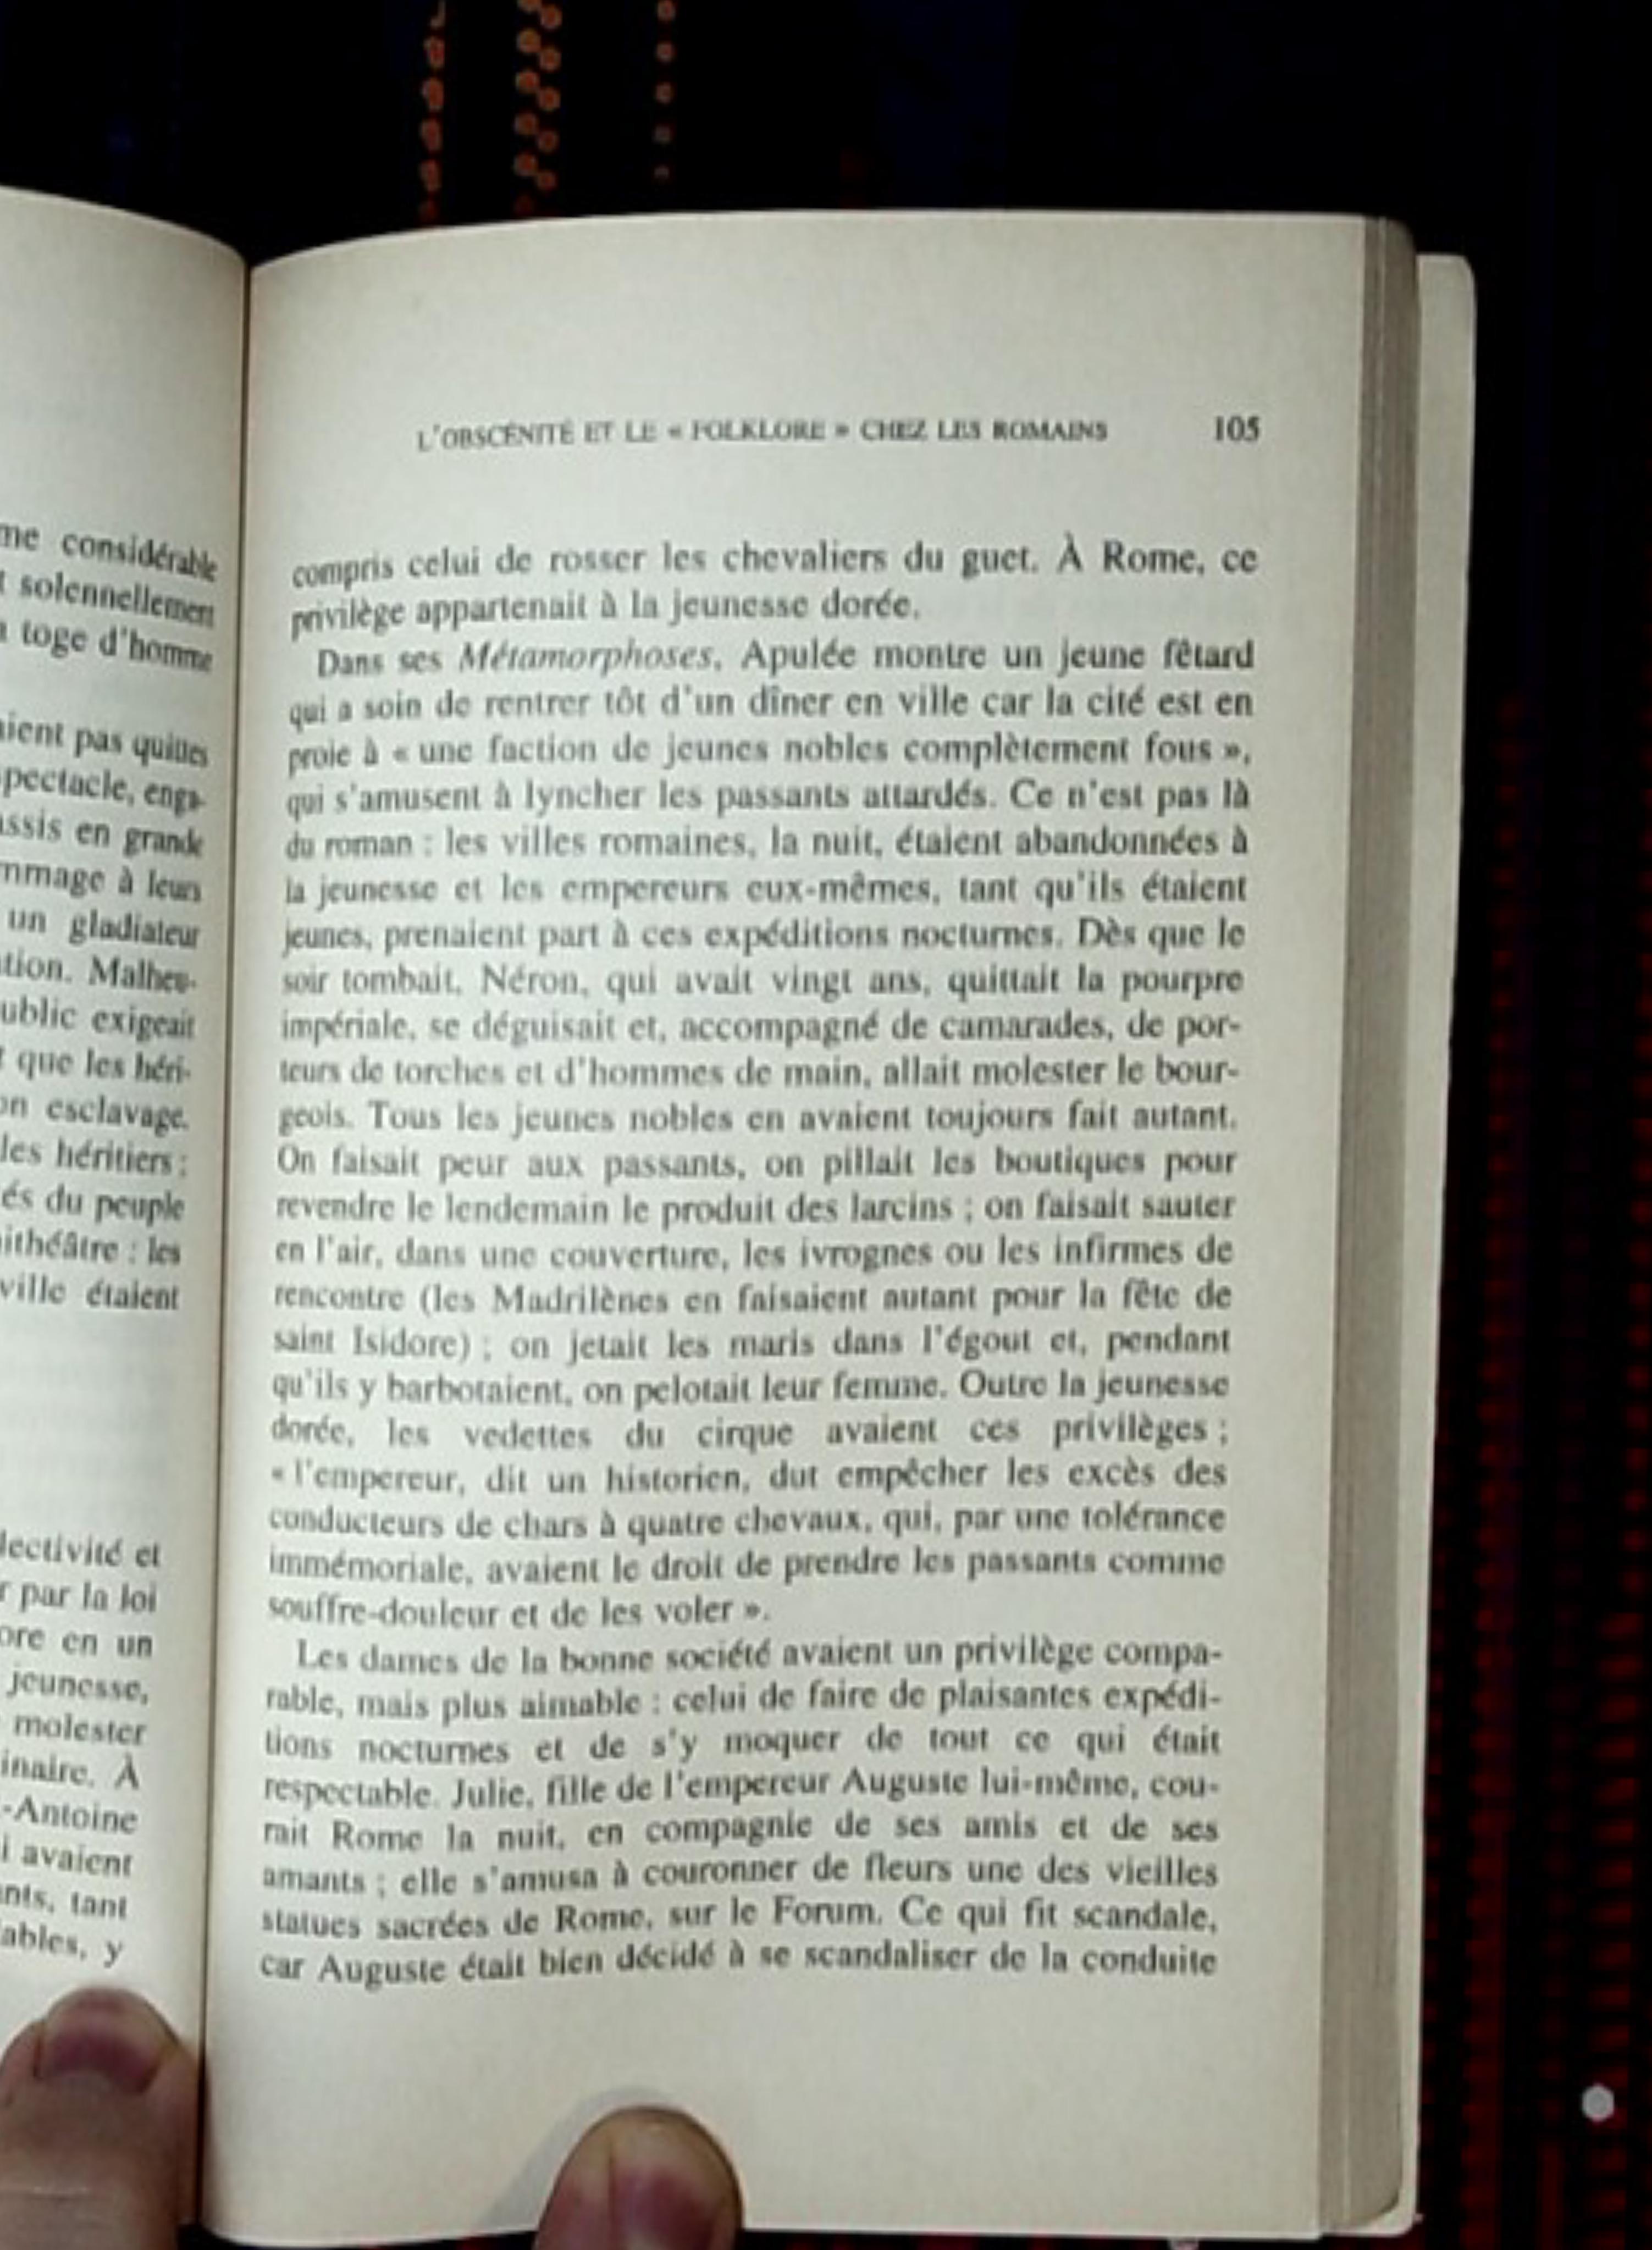 me considérable
t solennellement
toge d'homme
aient pas quittes
spectacle, enga-
assis en grande
mmage à leurs
un gladiateur
tion. Malheu-
ublic exigeait
t que les héri-
on esclavage.
les héritiers ;
és du peuple
ithéâtre : les
ville étaient
lectivité et
r par la loi
ore en un
jeunesse,
molester
inaire. À
-Antoine
i avaient
nts, tant
ables, y
L'OBSCÉNITÉ ET LE « FOLKLORE » CHEZ LES ROMAINS 105
compris celui de rosser les chevaliers du guet. À Rome, ce
privilège appartenait à la jeunesse dorée.
Dans ses Métamorphoses, Apulée montre un jeune fêtard
qui a soin de rentrer tôt d'un dîner en ville car la cité est en
proie à « une faction de jeunes nobles complètement fous »,
qui s'amusent à lyncher les passants attardés. Ce n'est pas là
du roman : les villes romaines, la nuit, étaient abandonnées à
la jeunesse et les empereurs eux-mêmes, tant qu'ils étaient
jeunes, prenaient part à ces expéditions nocturnes. Dès que le
soir tombait, Néron, qui avait vingt ans, quittait la pourpre
impériale, se déguisait et, accompagné de camarades, de por-
teurs de torches et d'hommes de main, allait molester le bour-
geois. Tous les jeunes nobles en avaient toujours fait autant.
On faisait peur aux passants, on pillait les boutiques pour
revendre le lendemain le produit des larcins ; on faisait sauter
en l'air, dans une couverture, les ivrognes ou les infirmes de
rencontre (les Madrilènes en faisaient autant pour la fête de
saint Isidore) ; on jetait les maris dans l'égout et, pendant
qu'ils y barbotaient, on pelotait leur femme. Outre la jeunesse
dorée, les vedettes du cirque avaient ces privilèges ;
« l'empereur, dit un historien, dut empêcher les excès des
conducteurs de chars à quatre chevaux, qui, par une tolérance
immémoriale, avaient le droit de prendre les passants comme
souffre-douleur et de les voler ».
Les dames de la bonne société avaient un privilège compa-
rable, mais plus aimable : celui de faire de plaisantes expédi-
tions nocturnes et de s'y moquer de tout ce qui était
respectable. Julie, fille de l'empereur Auguste lui-même, cou-
rait Rome la nuit, en compagnie de ses amis et de ses
amants ; elle s'amusa à couronner de fleurs une des vieilles
statues sacrées de Rome, sur le Forum. Ce qui fit scandale,
car Auguste était bien décidé à se scandaliser de la conduite